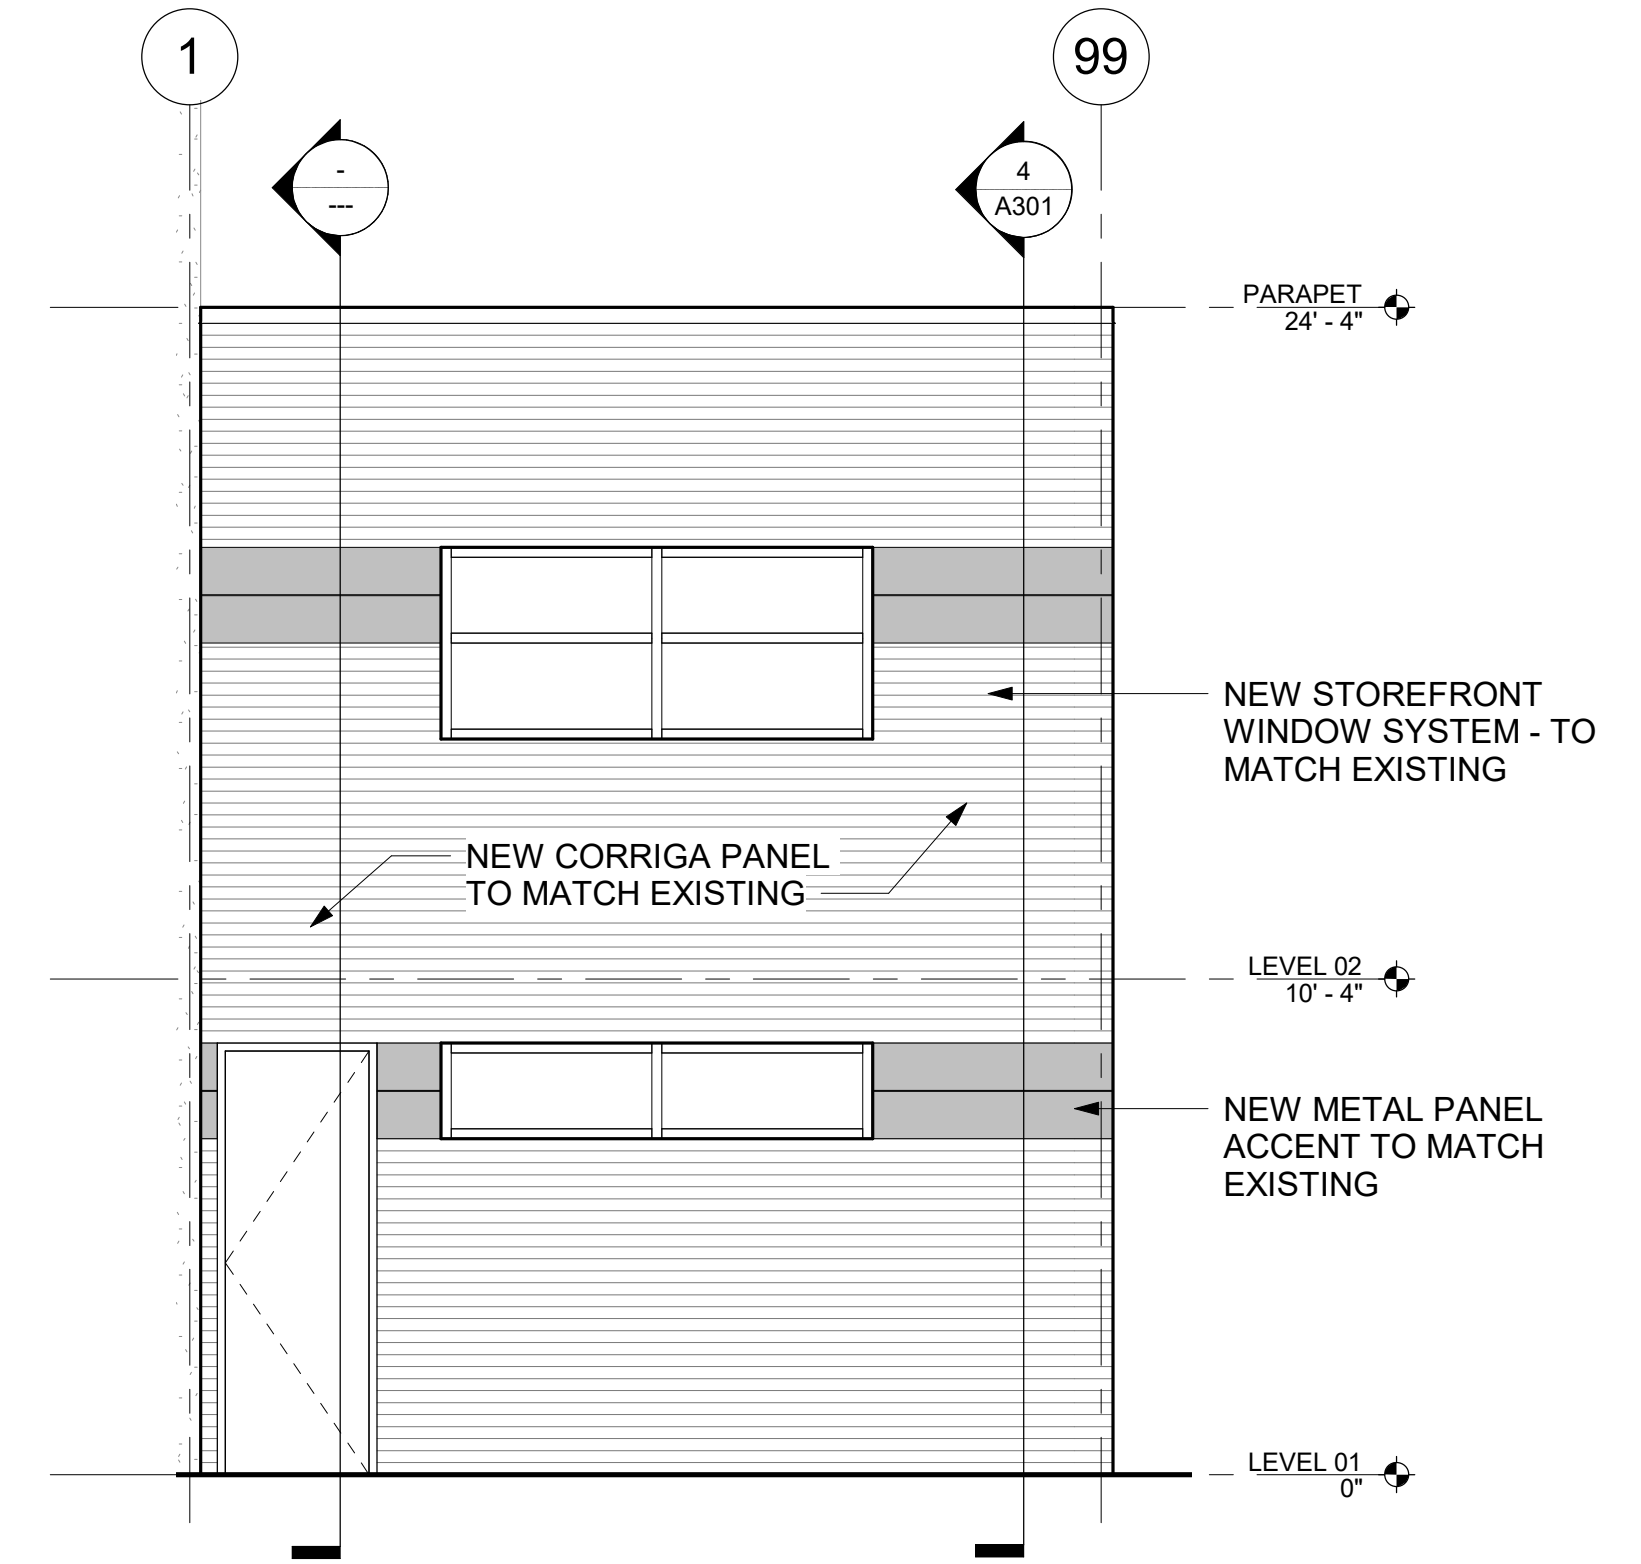 1
99
-
---
4
A301
PARAPET
24' - 4"
NEW STOREFRONT
WINDOW SYSTEM - TO
MATCH EXISTING
NEW CORRIGA PANEL
TO MATCH EXISTING
LEVEL 02
10' - 4"
NEW METAL PANEL
ACCENT TO MATCH
EXISTING
LEVEL 01
0"